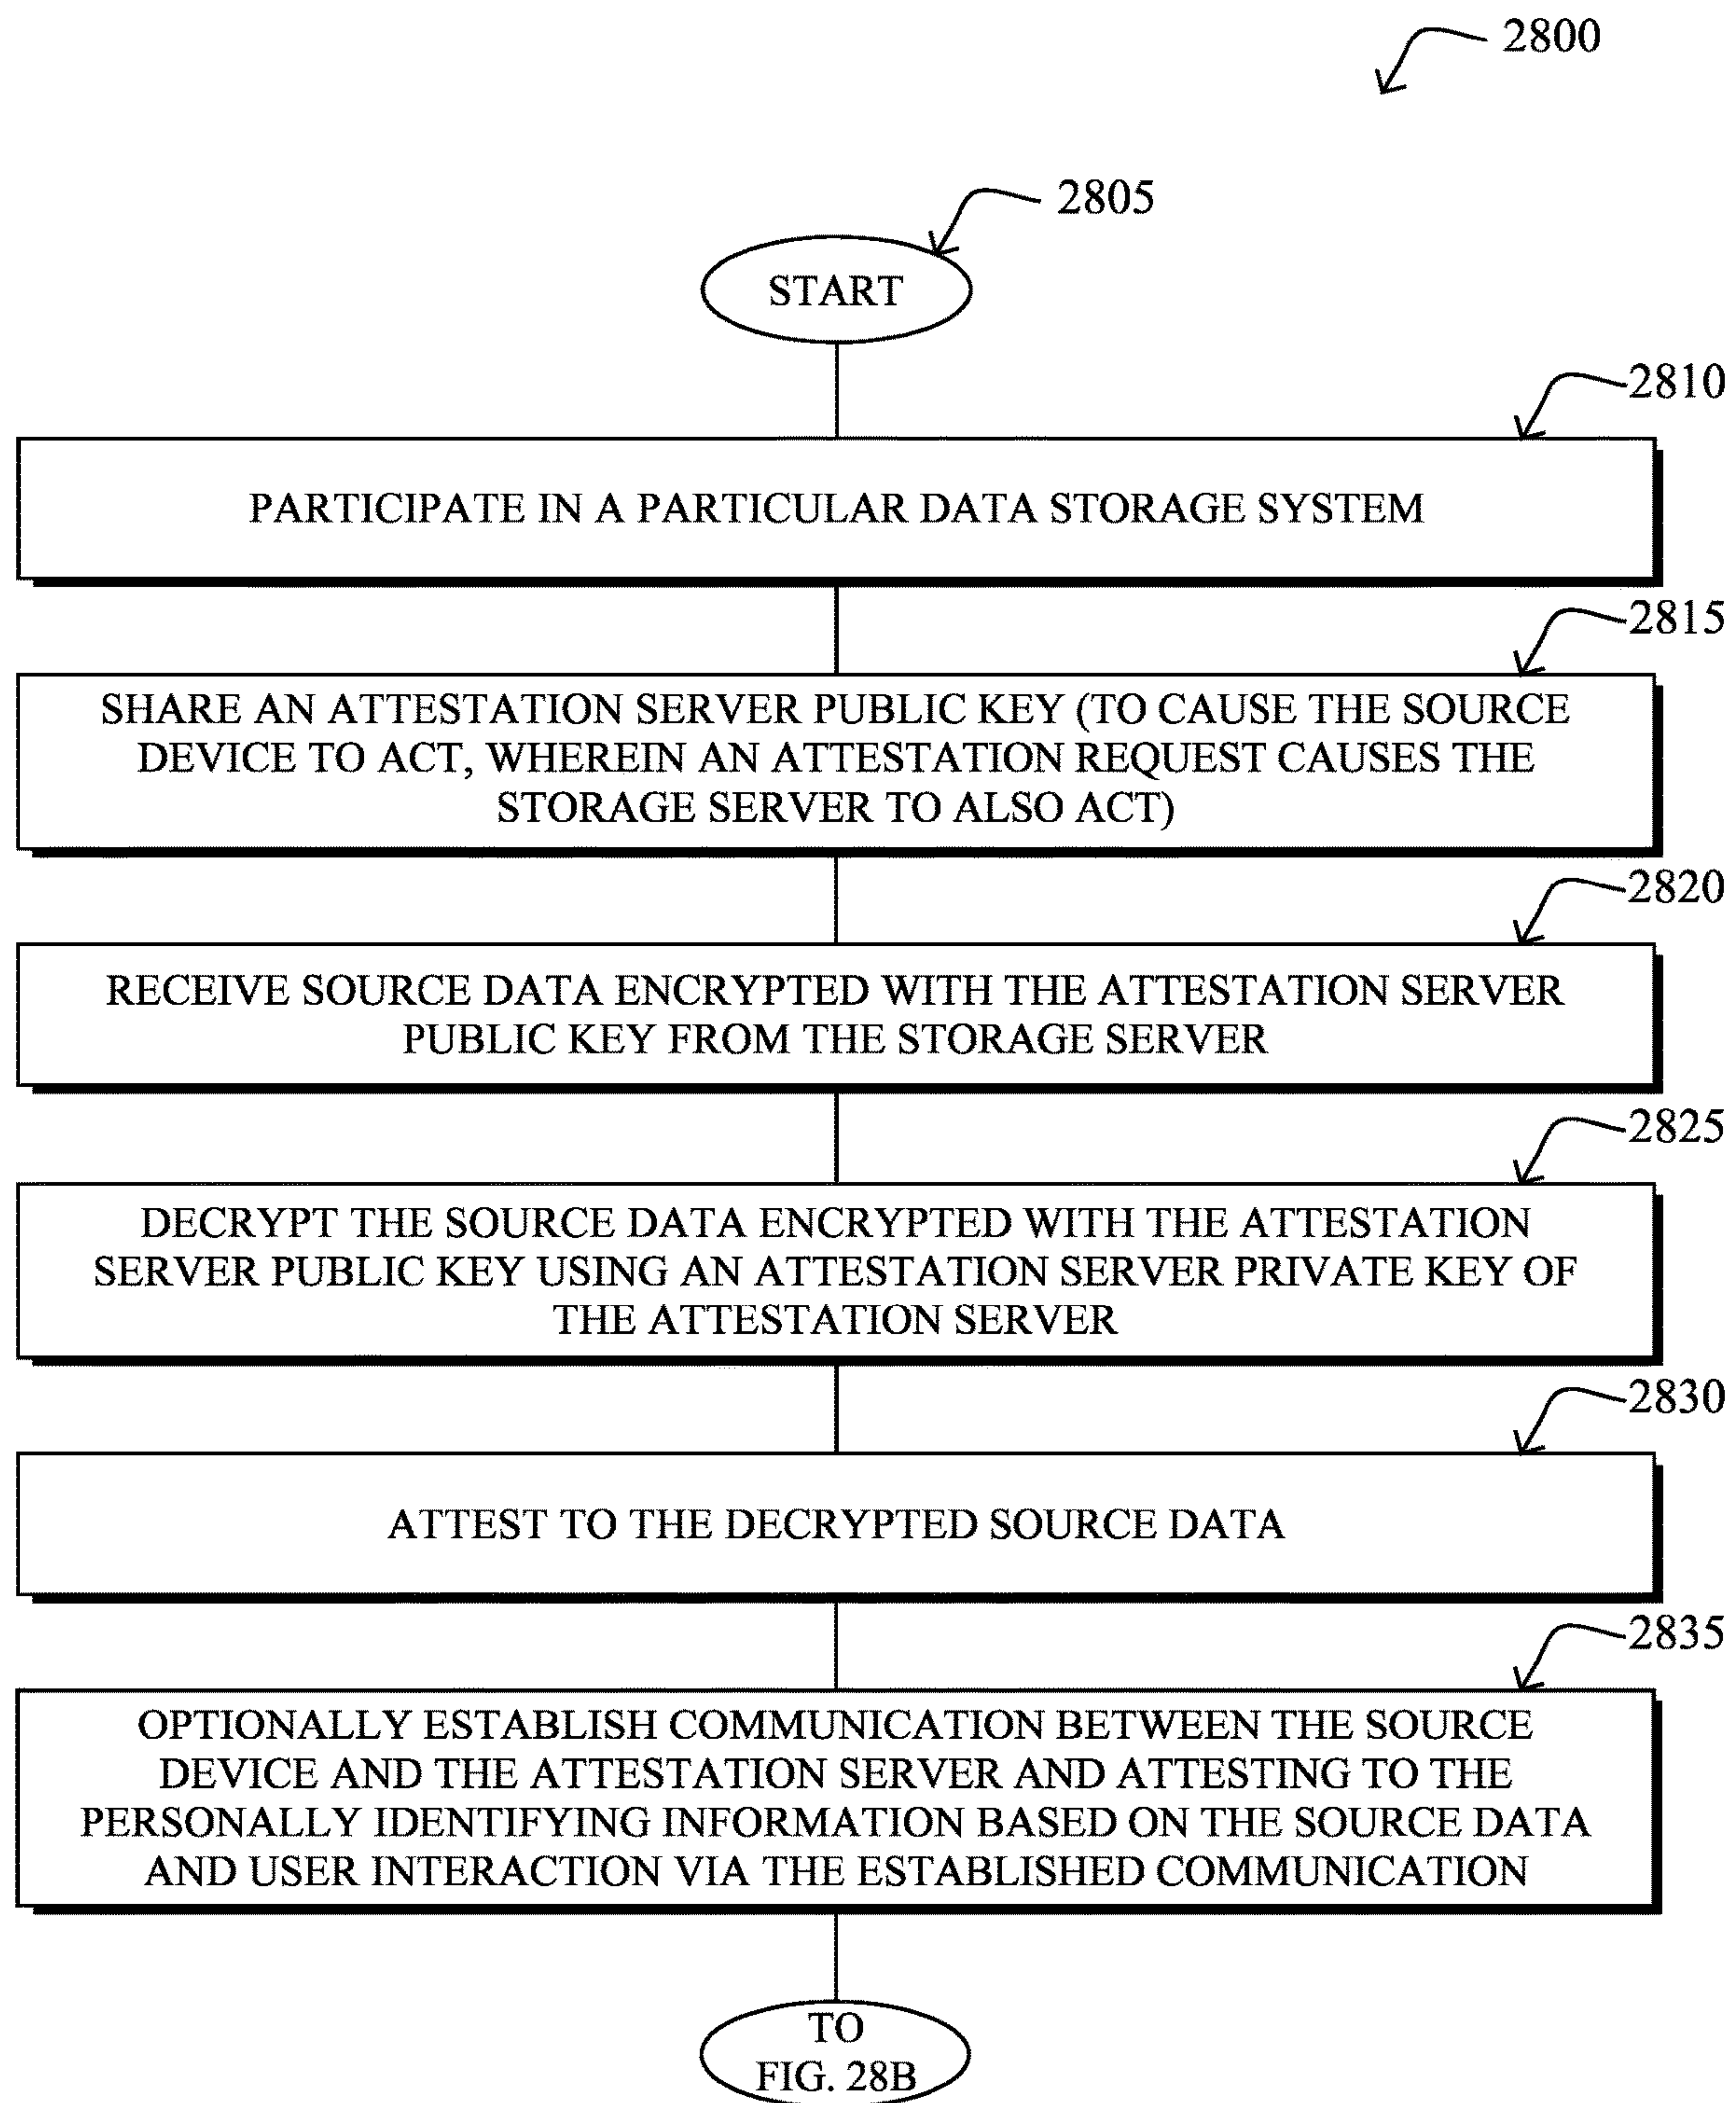 2800
2805
START
2810
PARTICIPATE IN A PARTICULAR DATA STORAGE SYSTEM
2815
SHARE AN ATTESTATION SERVER PUBLIC KEY (TO CAUSE THE SOURCE
DEVICE TO ACT, WHEREIN AN ATTESTATION REQUEST CAUSES THE
STORAGE SERVER TO ALSO ACT)
2820
RECEIVE SOURCE DATA ENCRYPTED WITH THE ATTESTATION SERVER
PUBLIC KEY FROM THE STORAGE SERVER
2825
DECRYPT THE SOURCE DATA ENCRYPTED WITH THE ATTESTATION
SERVER PUBLIC KEY USING AN ATTESTATION SERVER PRIVATE KEY OF
THE ATTESTATION SERVER
2830
ATTEST TO THE DECRYPTED SOURCE DATA
2835
OPTIONALLY ESTABLISH COMMUNICATION BETWEEN THE SOURCE
DEVICE AND THE ATTESTATION SERVER AND ATTESTING TO THE
PERSONALLY IDENTIFYING INFORMATION BASED ON THE SOURCE DATA
AND USER INTERACTION VIA THE ESTABLISHED COMMUNICATION
TO
FIG. 28B